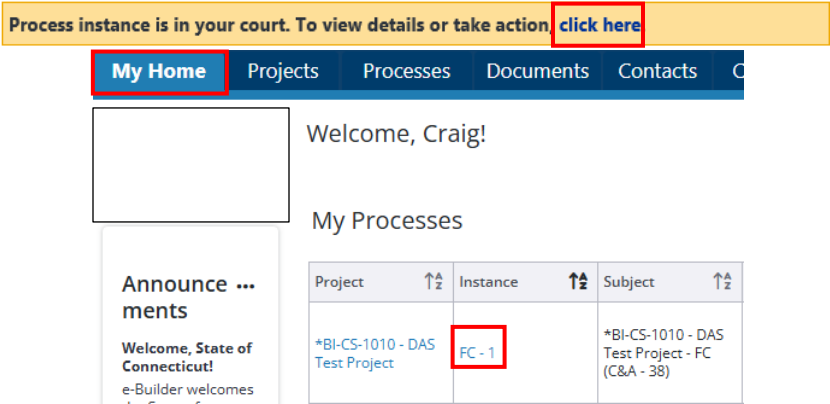 Process instance is in your court. To view details or take action, click here.
My Home Projects Processes Documents Contacts
Welcome, Craig!
My Processes
Announce ...
ments
Welcome, State of
Connecticut!
e-Builder welcomes
Project Instance Subject
*BI-CS-1010 - DAS
Test Project
FC - 1
*BI-CS-1010 - DAS
Test Project - FC
(C&A - 38)